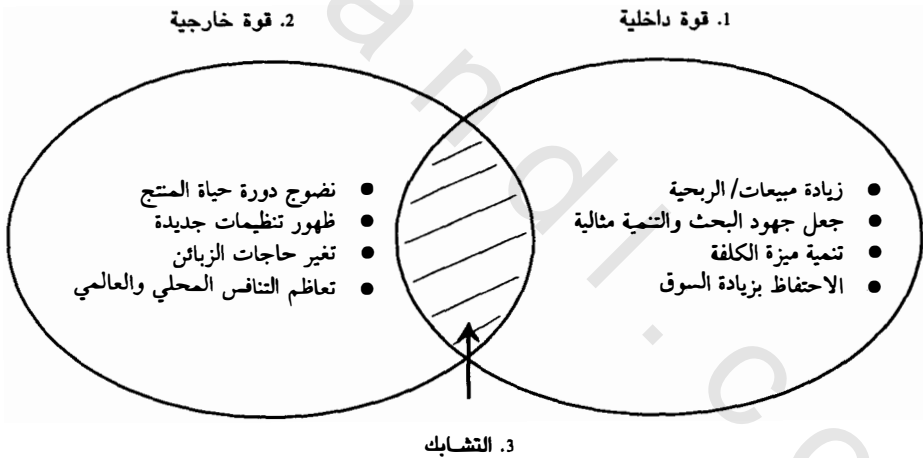 1. قوة داخلية
2. قوة خارجية
● زيادة مبيعات/ الربحية
● جعل جهود البحث والتنمية مثالية
● تنمية ميزة الكلفة
● الاحتفاظ بزيادة السوق
● نضوج دورة حياة المنتج
● ظهور تنظيمات جديدة
● تغير حاجات الزبائن
● تعاظم التنافس المحلي والعالمي
3. التشابك